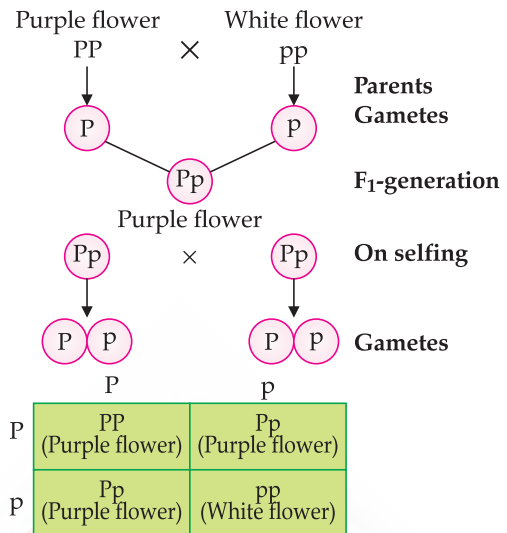 Purple flower White flower
PP × pp
Parents
P p Gametes
Pp F1-generation
Purple flower
Pp × Pp On selfing
P p P p Gametes
P p
P PP Pp
(Purple flower) (Purple flower)
p Pp pp
(Purple flower) (White flower)